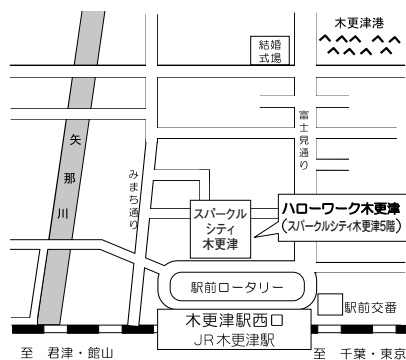 木更津港
結婚
式場
富士見通り
矢那川
みまち通り
スパークル
シティ
木更津
ハローワーク木更津
(スパークルシティ木更津5階)
駅前ロータリー
駅前交番
木更津駅西口
JR木更津駅
至 君津・館山
至 千葉・東京